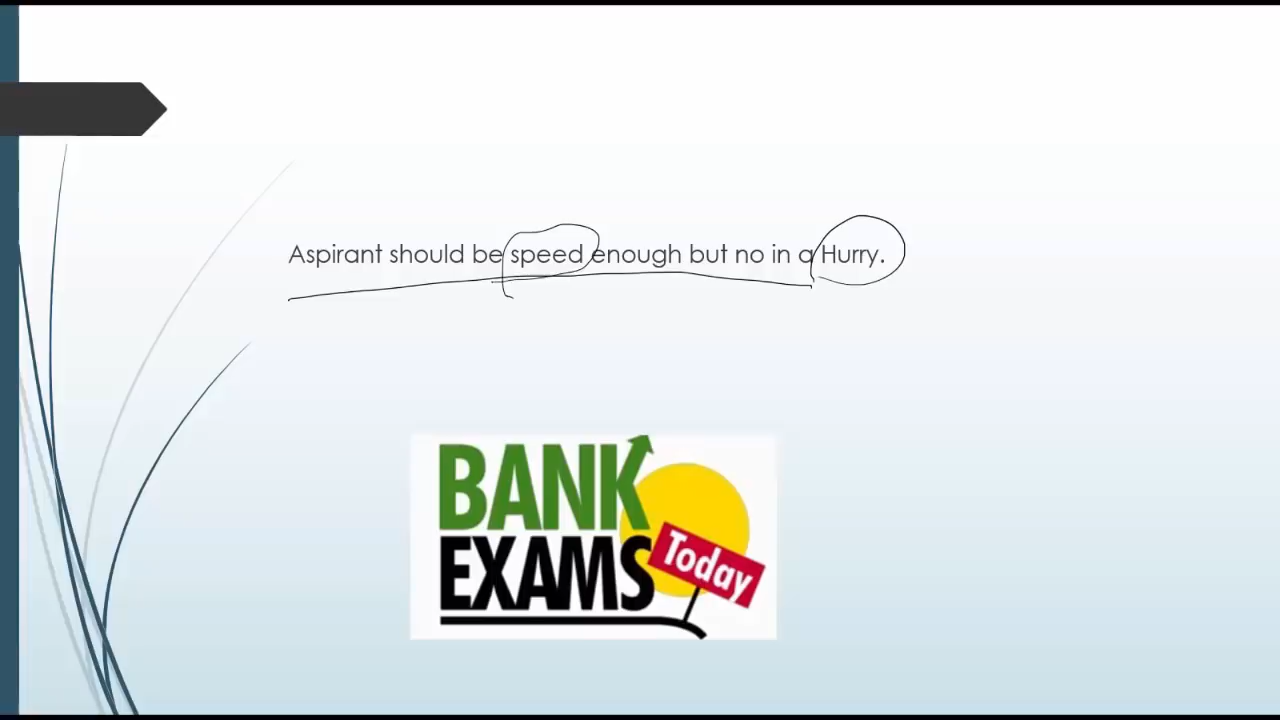 Aspirant should be speed enough but no in a Hurry.
BANK
EXAMS
Today